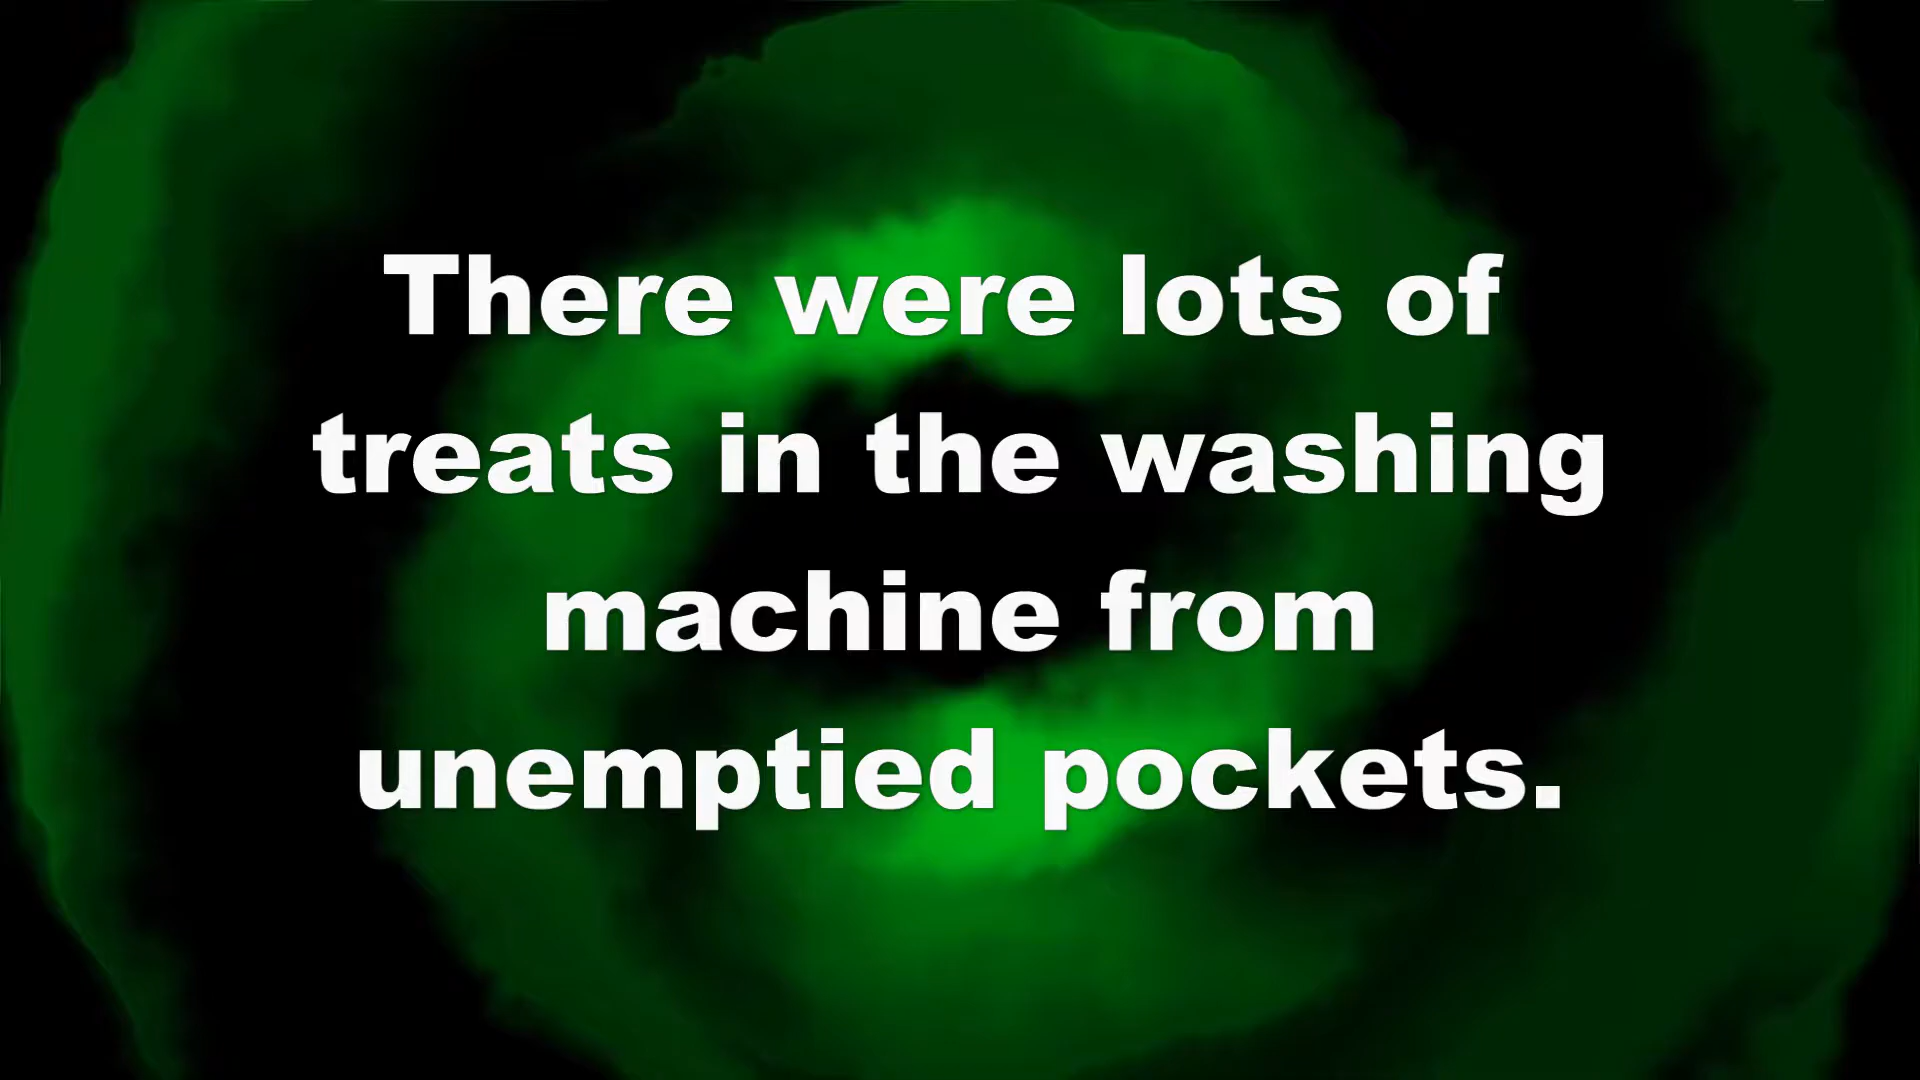 There were lots of
treats in the washing
machine from
unemptied pockets.